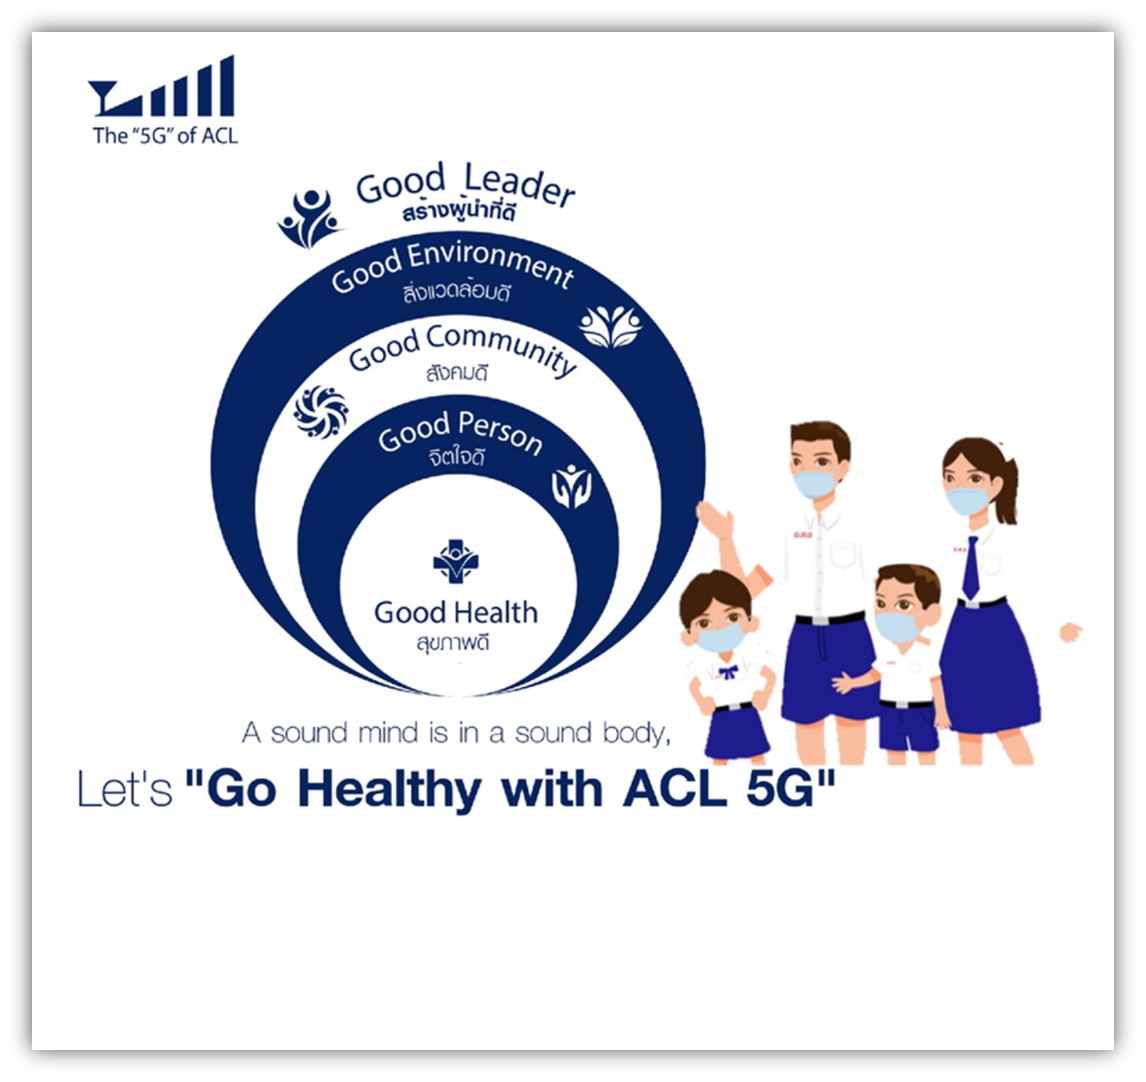 The "5G" of ACL
Good Leader
สร้างผู้นำที่ดี
Good Environment
สิ่งแวดล้อมดี
Good Community
สังคมดี
Good Person
จิตใจดี
Good Health
สุขภาพดี
A sound mind is in a sound body,
Let's "Go Healthy with ACL 5G"